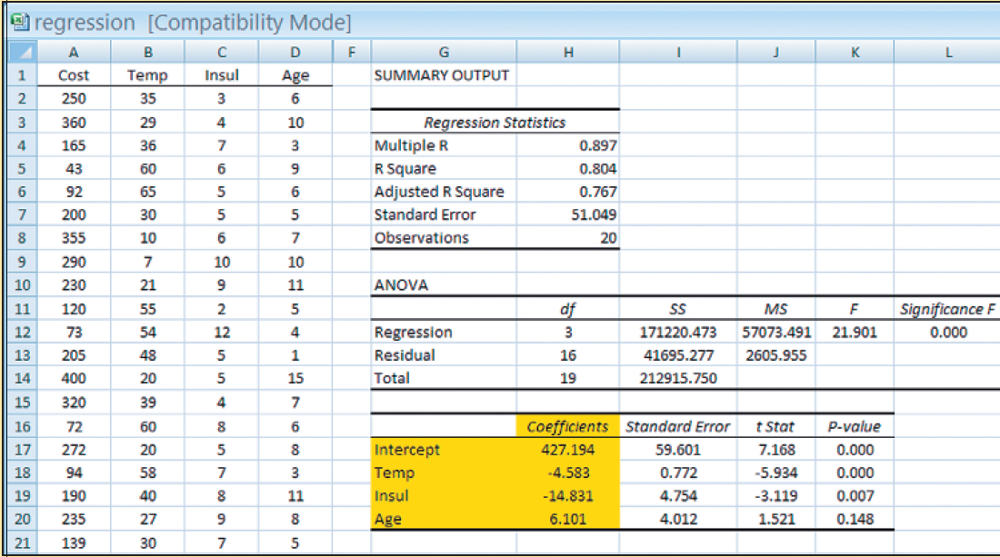 regression [Compatibility Mode]
A B C D F G H I J K L
1 Cost Temp Insul Age SUMMARY OUTPUT
2 250 35 3 6
3 360 29 4 10 Regression Statistics
4 165 36 7 3 Multiple R 0.897
5 43 60 6 9 R Square 0.804
6 92 65 5 6 Adjusted R Square 0.767
7 200 30 5 5 Standard Error 51.049
8 355 10 6 7 Observations 20
9 290 7 10 10
10 230 21 9 11 ANOVA
11 120 55 2 5 df SS MS F Significance F
12 73 54 12 4 Regression 3 171220.473 57073.491 21.901 0.000
13 205 48 5 1 Residual 16 41695.277 2605.955
14 400 20 5 15 Total 19 212915.750
15 320 39 4 7
16 72 60 8 6 Coefficients Standard Error t Stat P-value
17 272 20 5 8 Intercept 427.194 59.601 7.168 0.000
18 94 58 7 3 Temp -4.583 0.772 -5.934 0.000
19 190 40 8 11 Insul -14.831 4.754 -3.119 0.007
20 235 27 9 8 Age 6.101 4.012 1.521 0.148
21 139 30 7 5